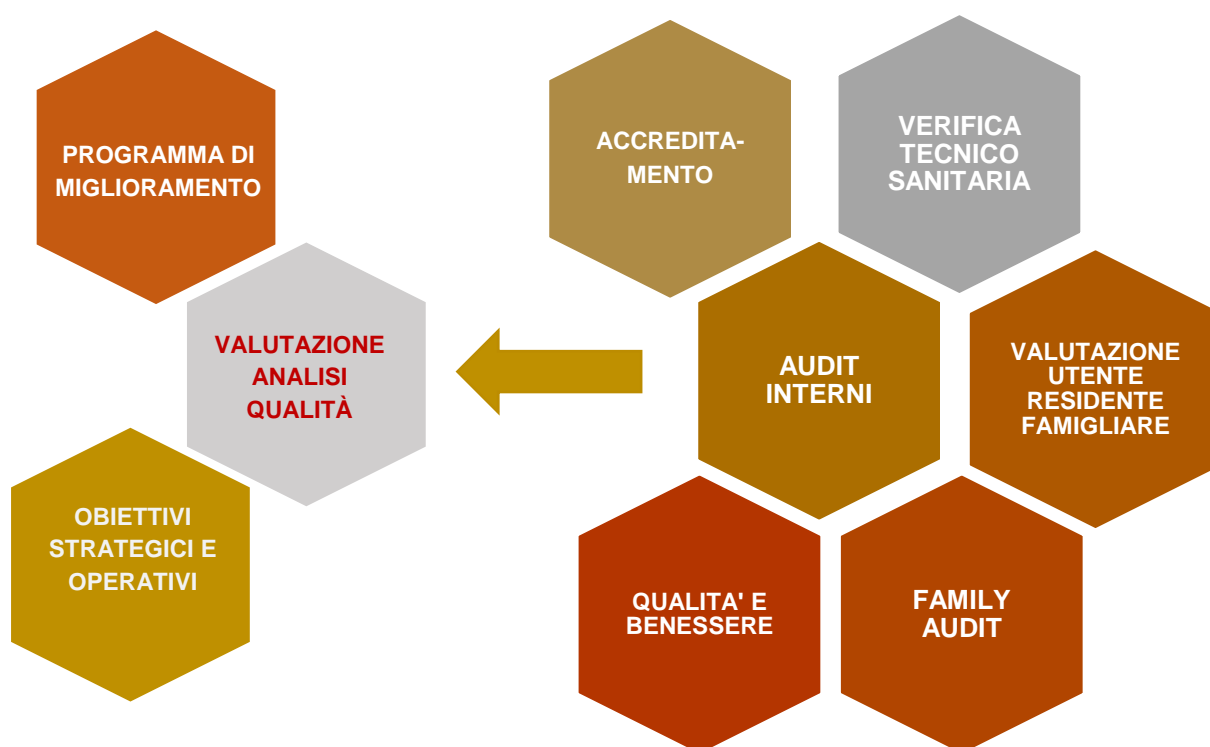 PROGRAMMA DI
MIGLIORAMENTO
VALUTAZIONE
ANALISI
QUALITÀ
OBIETTIVI
STRATEGICI E
OPERATIVI
ACCREDITA-
MENTO
VERIFICA
TECNICO
SANITARIA
AUDIT
INTERNI
VALUTAZIONE
UTENTE
RESIDENTE
FAMIGLIARE
QUALITA' E
BENESSERE
FAMILY
AUDIT